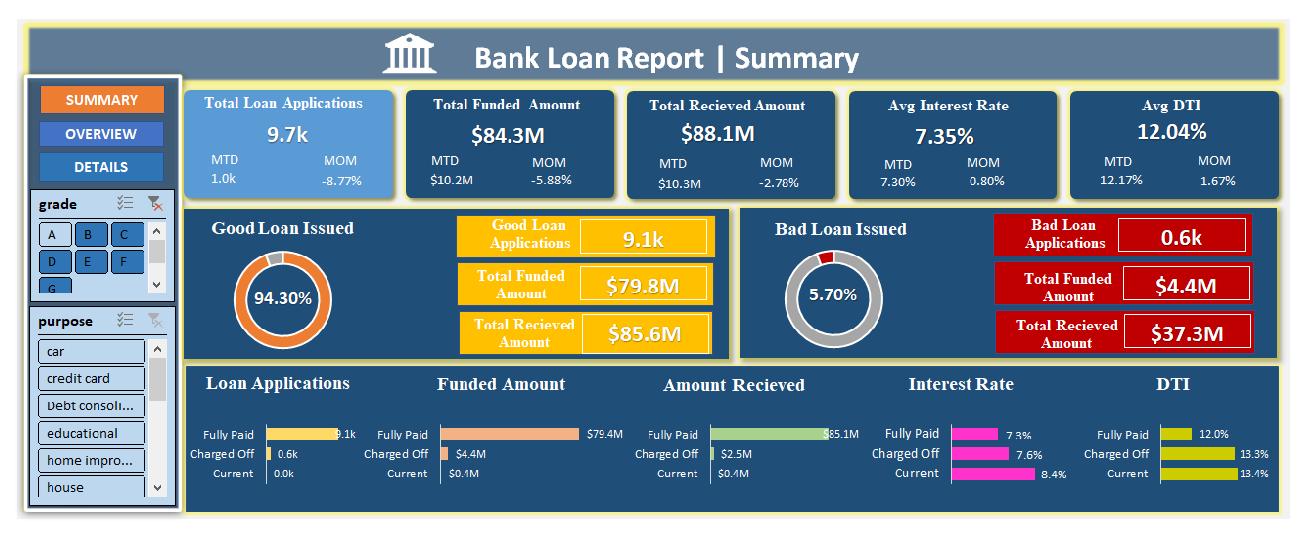 Bank Loan Report | Summary
SUMMARY
OVERVIEW
DETAILS
grade
A
B
C
D
E
F
G
purpose
car
credit card
Debt consoli...
educational
home impro...
house
Total Loan Applications
9.7k
MTD
MOM
1.0k
-8.77%
Total Funded Amount
$84.3M
MTD
MOM
$10.2M
-5.88%
Total Recieved Amount
$88.1M
MTD
MOM
$10.3M
-2.76%
Avg Interest Rate
7.35%
MTD
MOM
7.30%
0.80%
Avg DTI
12.04%
MTD
MOM
12.17%
1.67%
Good Loan Issued
94.30%
Good Loan
Applications
9.1k
Total Funded
Amount
$79.8M
Total Recieved
Amount
$85.6M
Bad Loan Issued
5.70%
Bad Loan
Applications
0.6k
Total Funded
Amount
$4.4M
Total Recieved
Amount
$37.3M
Loan Applications
Fully Paid
9.1k
Charged Off
0.6k
Current
0.0k
Funded Amount
Fully Paid
$79.4M
Charged Off
$4.4M
Current
$0.4M
Amount Recieved
Fully Paid
$85.1M
Charged Off
$2.5M
Current
$0.4M
Interest Rate
Fully Paid
7.3%
Charged Off
7.6%
Current
8.4%
DTI
Fully Paid
12.0%
Charged Off
13.3%
Current
13.4%